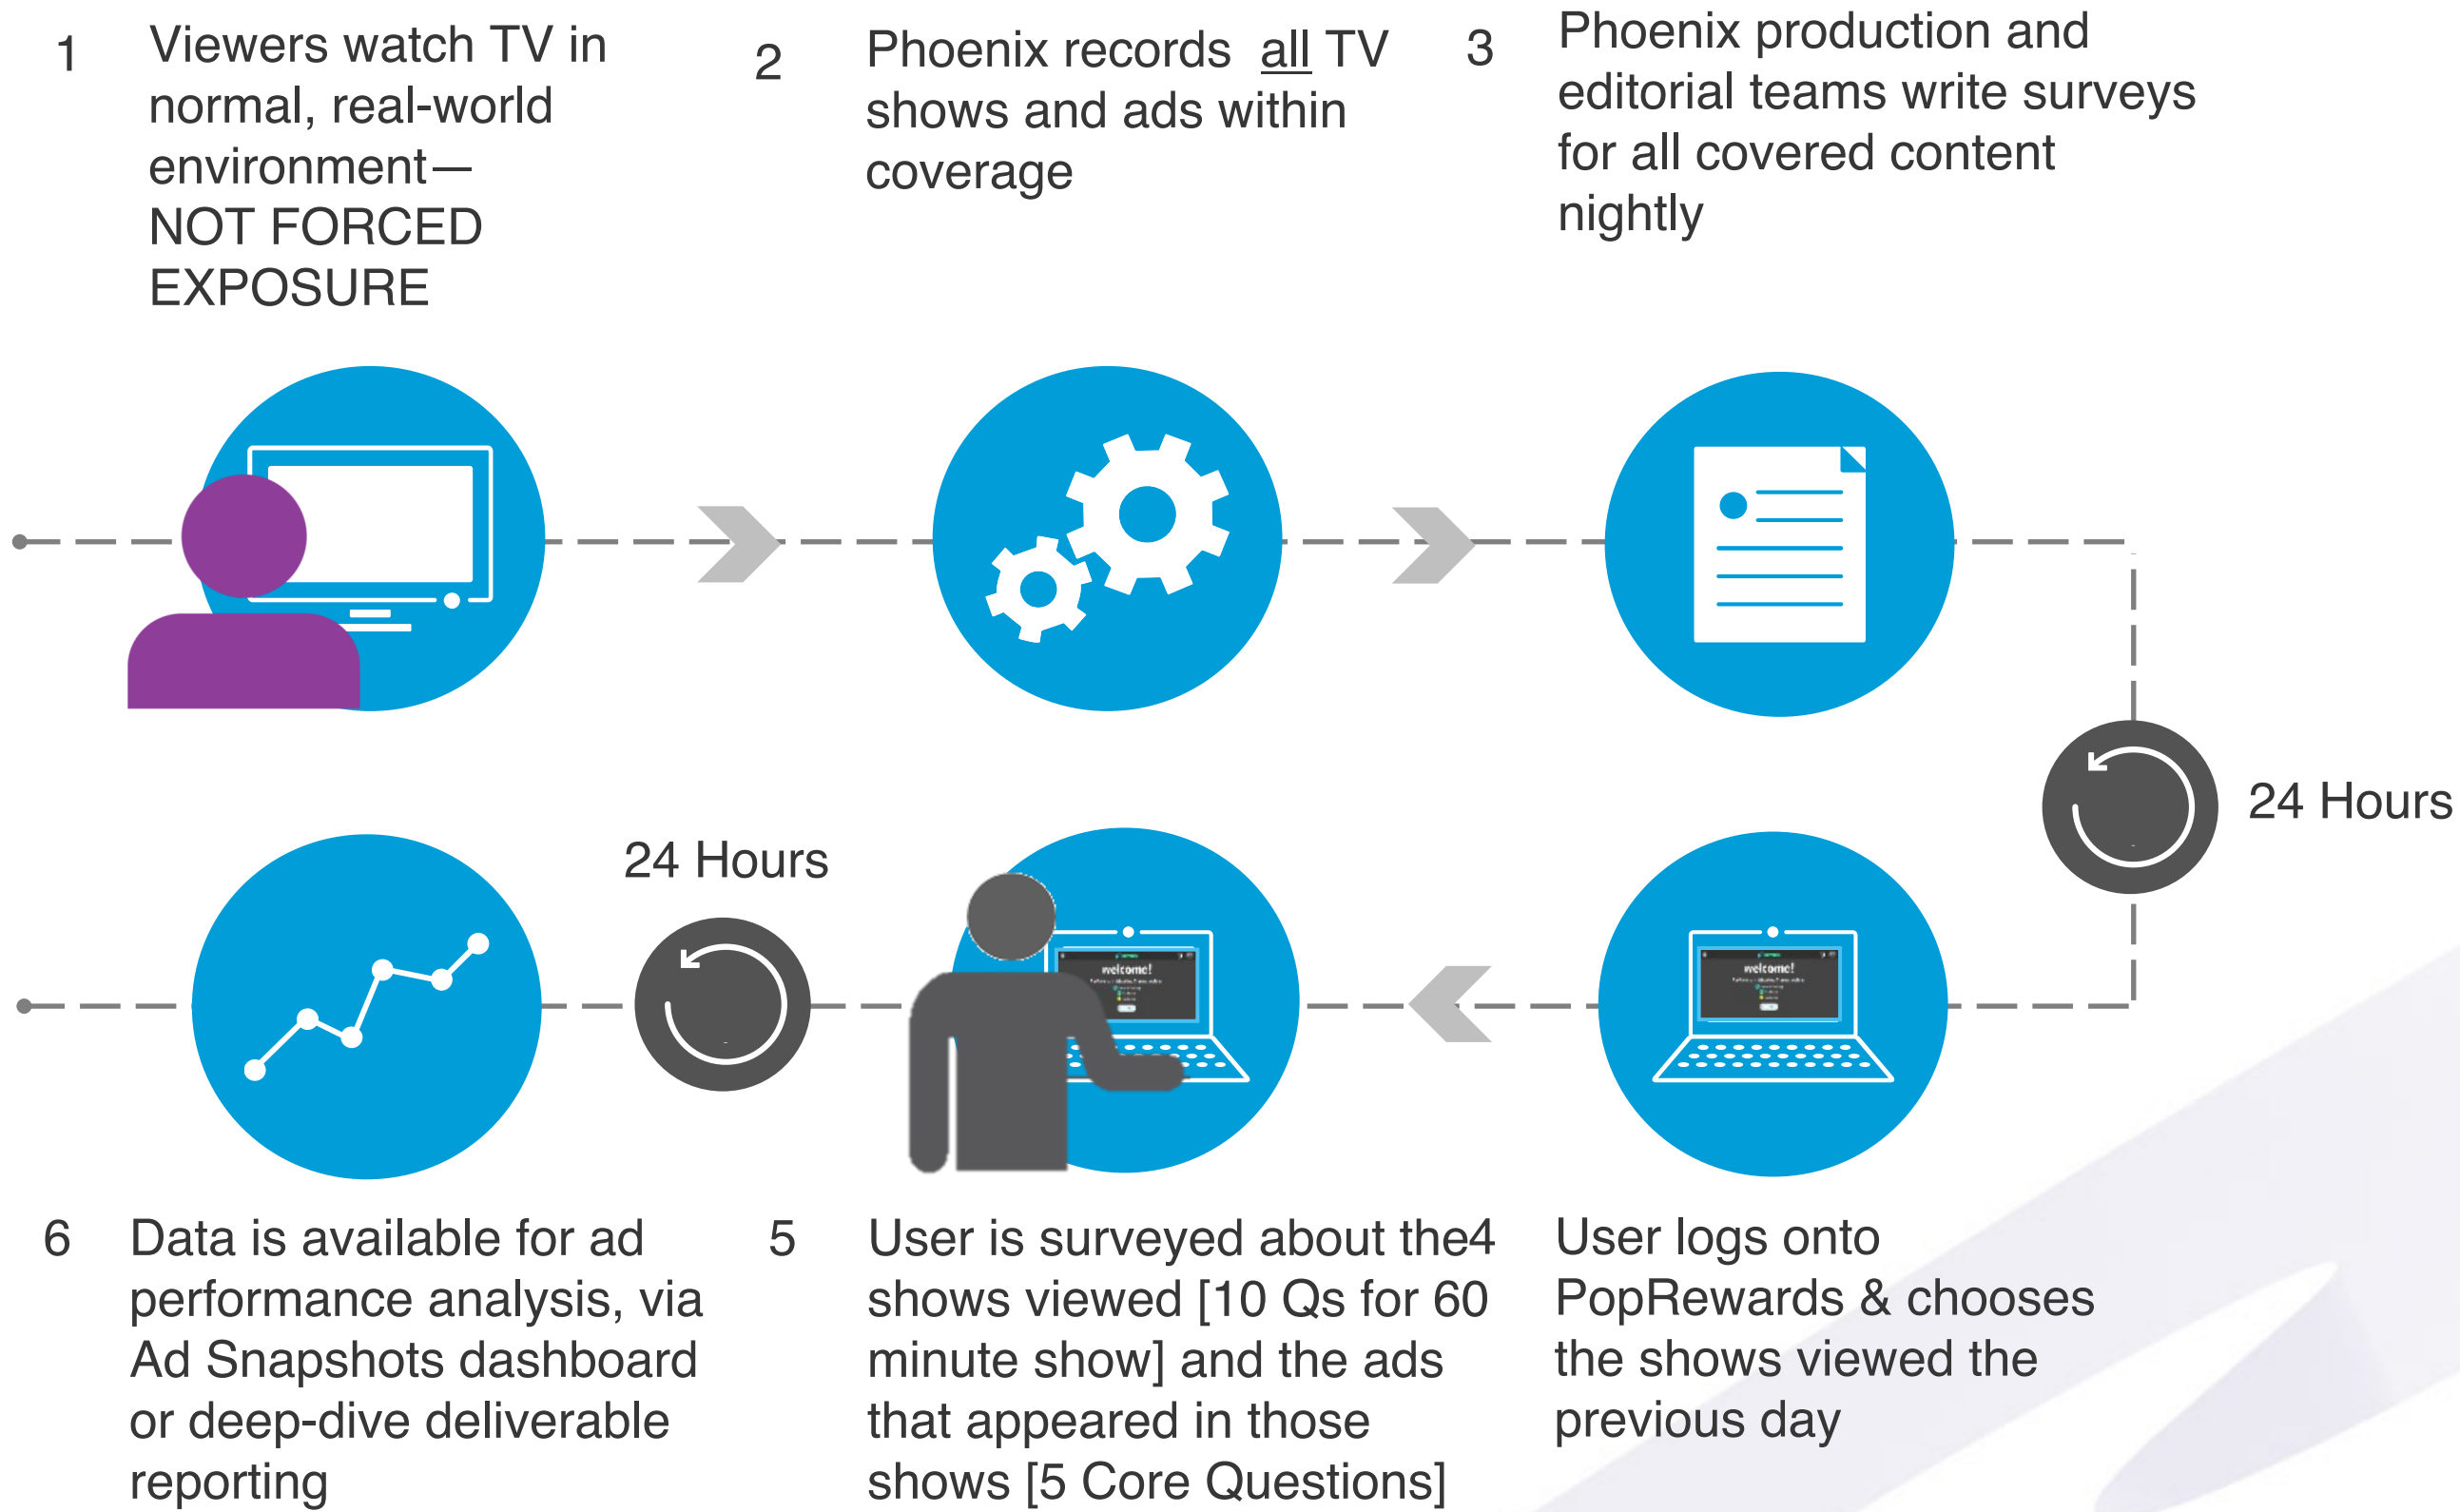 1
Viewers watch TV in
normal, real-world
environment—
NOT FORCED
EXPOSURE
2
Phoenix records all TV
shows and ads within
coverage
3
Phoenix production and
editorial teams write surveys
for all covered content
nightly
24 Hours
24 Hours
welcome!
welcome!
4
User logs onto
PopRewards & chooses
the shows viewed the
previous day
5
User is surveyed about the
shows viewed [10 Qs for 60
minute show] and the ads
that appeared in those
shows [5 Core Questions]
6
Data is available for ad
performance analysis, via
Ad Snapshots dashboard
or deep-dive deliverable
reporting